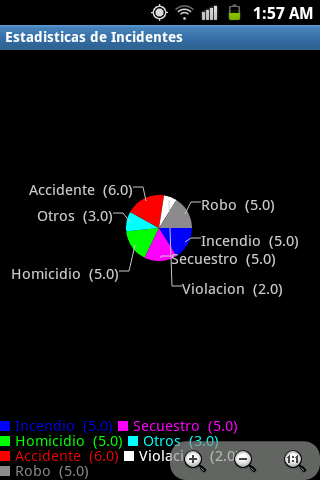 1:57 AM
Estadisticas de Incidentes
Accidente (6.0)
Robo (5.0)
Otros (3.0)
Incendio (5.0)
Secuestro (5.0)
Homicidio (5.0)
Violacion (2.0)
Incendio (5.0) Secuestro (5.0)
Homicidio (5.0) Otros (3.0)
Accidente (6.0) Violacion (2.0)
Robo (5.0)
1:1